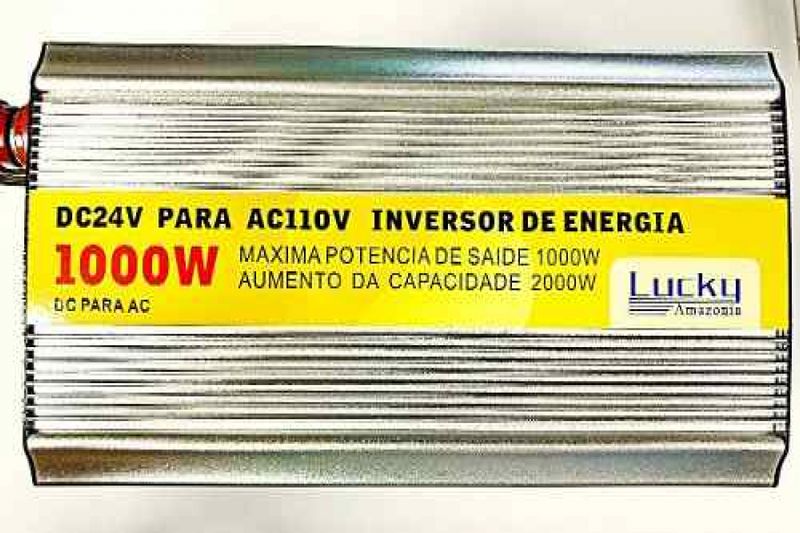 DC24V PARA AC110V INVERSOR DE ENERGIA
1000W
MAXIMA POTENCIA DE SAIDE 1000W
AUMENTO DA CAPACIDADE 2000W
DC PARA AC
Lucky
Amazonia